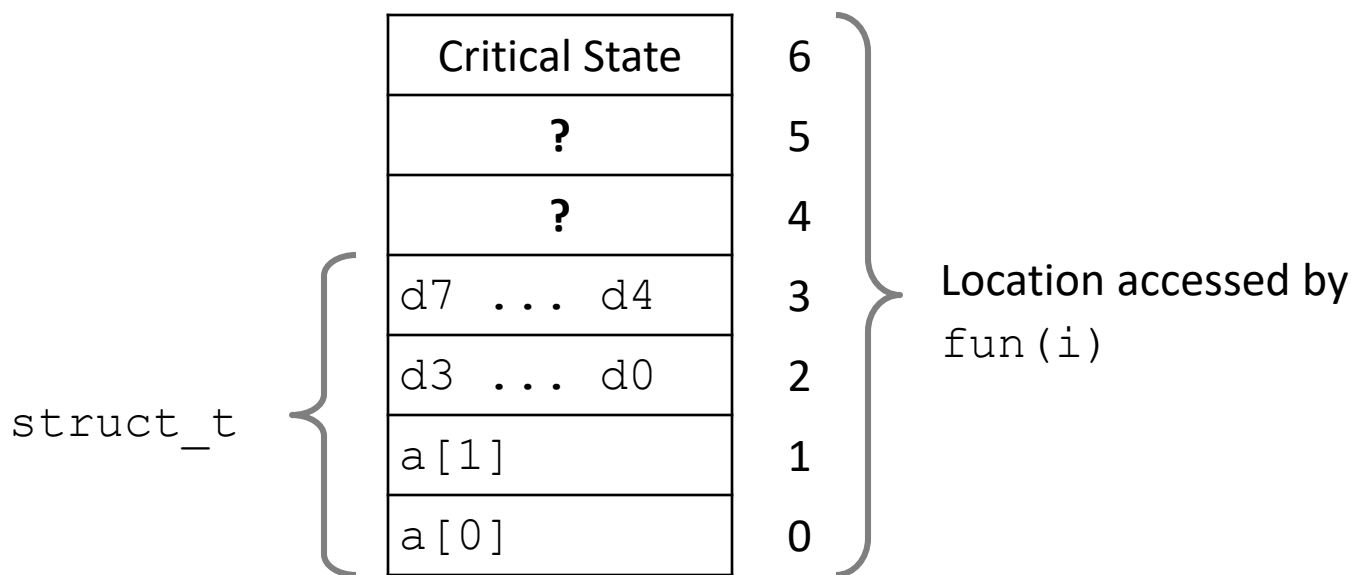 Critical State 6
? 5
? 4
d7 ... d4 3
d3 ... d0 2
a[1] 1
a[0] 0
struct_t
Location accessed by
fun(i)